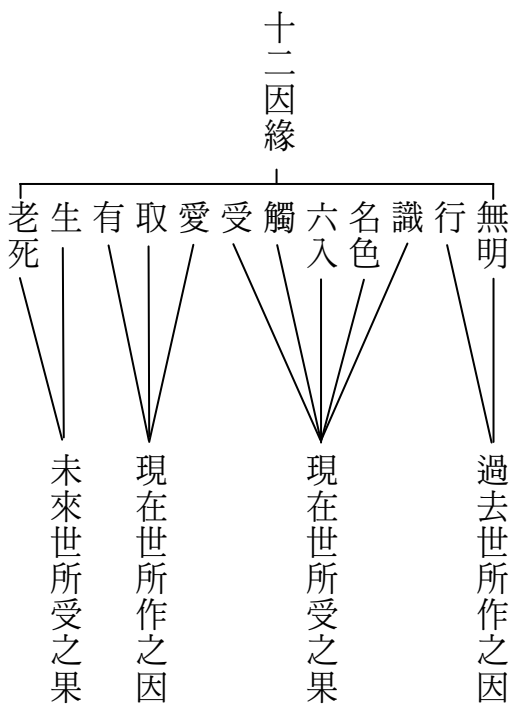 十二因緣
無明
行
識
名色
六入
觸
受
愛
取
有
生
老死
過去世所作之因
現在世所受之果
現在世所作之因
未來世所受之果